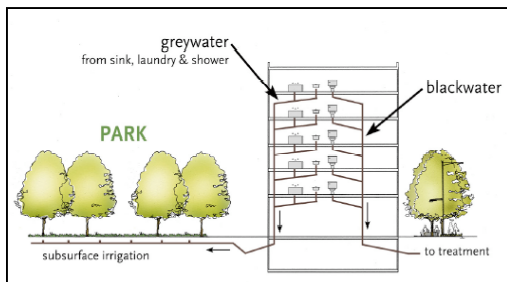 greywater
from sink, laundry & shower
blackwater
PARK
subsurface irrigation
to treatment